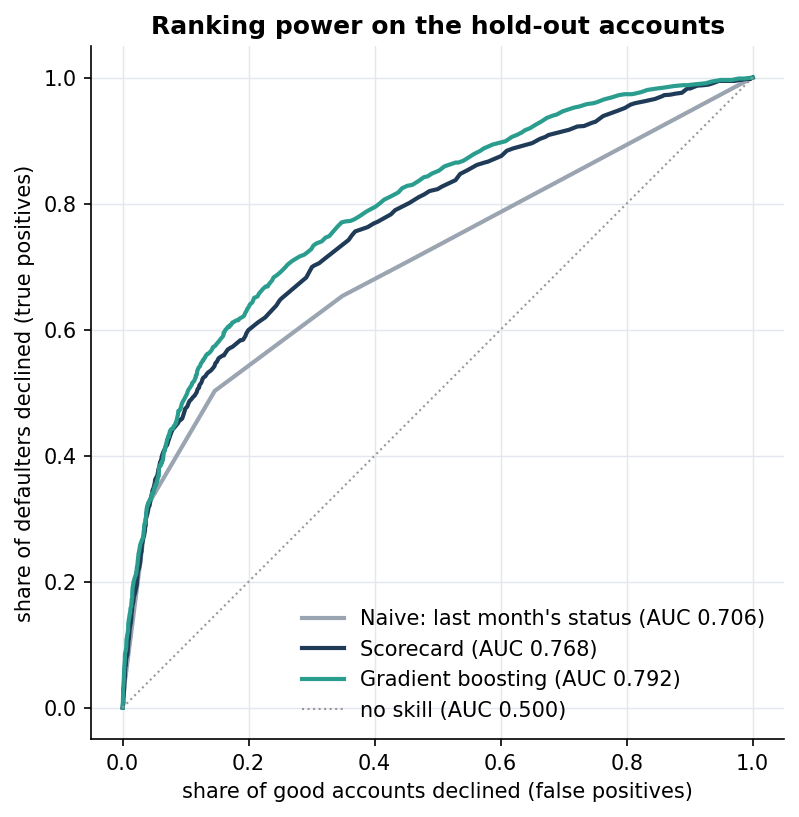 Ranking power on the hold-out accounts
share of defaulters declined (true positives)
1.0
0.8
0.6
0.4
0.2
0.0
Naive: last month's status (AUC 0.706)
Scorecard (AUC 0.768)
Gradient boosting (AUC 0.792)
no skill (AUC 0.500)
0.0 0.2 0.4 0.6 0.8 1.0
share of good accounts declined (false positives)